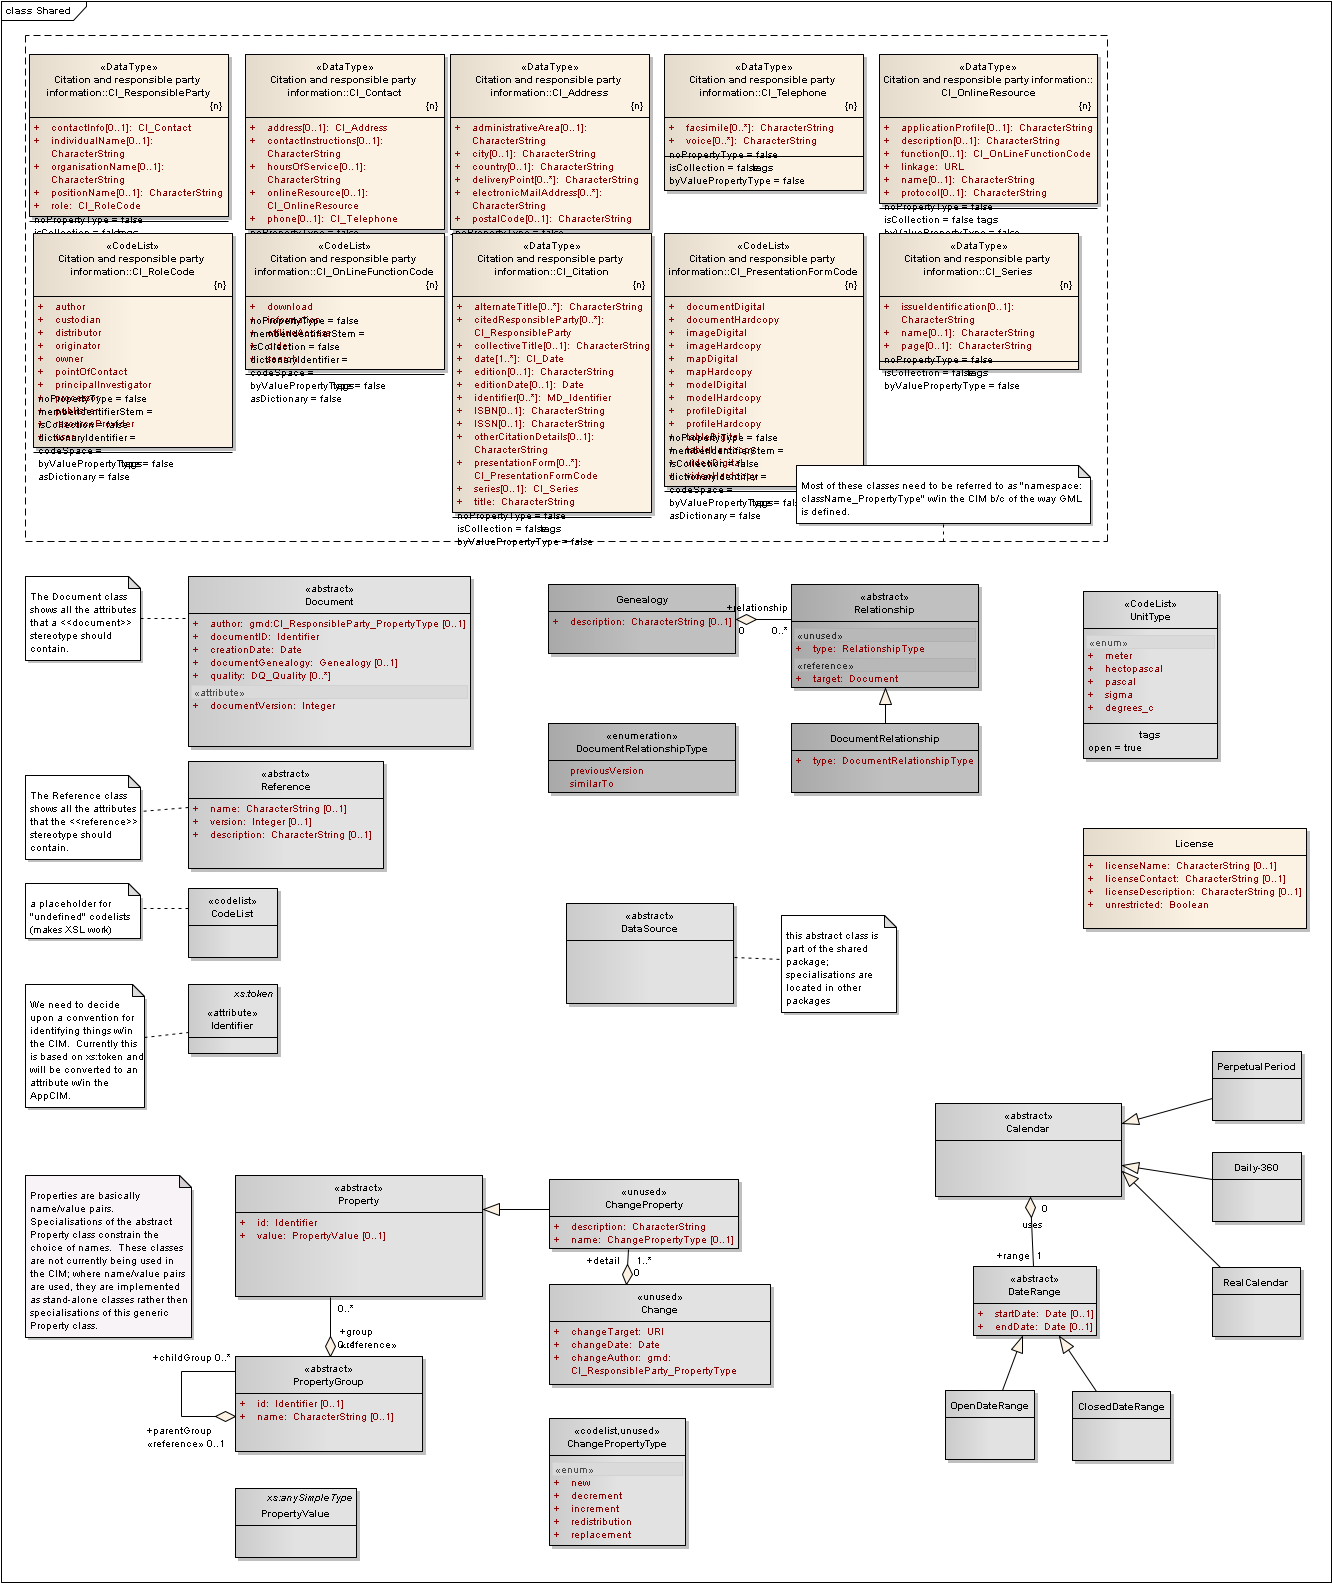 class Shared
«DataType»
Citation and responsible party
information::CI_ResponsibleParty
{n}
+ contactInfo[0..1]: CI_Contact
+ individualName[0..1]:
CharacterString
+ organisationName[0..1]:
CharacterString
+ positionName[0..1]: CharacterString
+ role: CI_RoleCode
noPropertyType = false
isCollection = false
tags
«DataType»
Citation and responsible party
information::CI_Contact
{n}
+ address[0..1]: CI_Address
+ contactInstructions[0..1]:
CharacterString
+ hoursOfService[0..1]:
CharacterString
+ onlineResource[0..1]:
CI_OnlineResource
+ phone[0..1]: CI_Telephone
noPropertyType = false
«DataType»
Citation and responsible party
information::CI_Address
{n}
+ administrativeArea[0..1]:
CharacterString
+ city[0..1]: CharacterString
+ country[0..1]: CharacterString
+ deliveryPoint[0..*]: CharacterString
+ electronicMailAddress[0..*]:
CharacterString
+ postalCode[0..1]: CharacterString
noPropertyType = false
«DataType»
Citation and responsible party
information::CI_Telephone
{n}
+ facsimile[0..*]: CharacterString
+ voice[0..*]: CharacterString
noPropertyType = false
isCollection = false
tags
byValuePropertyType = false
«DataType»
Citation and responsible party information::
CI_OnlineResource
{n}
+ applicationProfile[0..1]: CharacterString
+ description[0..1]: CharacterString
+ function[0..1]: CI_OnLineFunctionCode
+ linkage: URL
+ name[0..1]: CharacterString
+ protocol[0..1]: CharacterString
noPropertyType = false
isCollection = false tags
byValuePropertyType = false
«CodeList»
Citation and responsible party
information::CI_RoleCode
{n}
+ author
+ custodian
+ distributor
+ originator
+ owner
+ pointOfContact
+ principalInvestigator
+ processor
+ publisher
+ resourceProvider
+ user
noPropertyType = false
memberIdentifierStem =
isCollection = false
dictionaryIdentifier =
codeSpace =
byValuePropertyType = false
tags
asDictionary = false
«CodeList»
Citation and responsible party
information::CI_OnLineFunctionCode
{n}
+ download
+ information
+ offlineAccess
+ order
+ search
noPropertyType = false
memberIdentifierStem =
isCollection = false
dictionaryIdentifier =
codeSpace =
byValuePropertyType = false
tags
asDictionary = false
«DataType»
Citation and responsible party
information::CI_Citation
{n}
+ alternateTitle[0..*]: CharacterString
+ citedResponsibleParty[0..*]:
CI_ResponsibleParty
+ collectiveTitle[0..1]: CharacterString
+ date[1..*]: CI_Date
+ edition[0..1]: CharacterString
+ editionDate[0..1]: Date
+ identifier[0..*]: MD_Identifier
+ ISBN[0..1]: CharacterString
+ ISSN[0..1]: CharacterString
+ otherCitationDetails[0..1]:
CharacterString
+ presentationForm[0..*]:
CI_PresentationFormCode
+ series[0..1]: CI_Series
+ title: CharacterString
noPropertyType = false
isCollection = false
tags
byValuePropertyType = false
«CodeList»
Citation and responsible party
information::CI_PresentationFormCode
{n}
+ documentDigital
+ documentHardcopy
+ imageDigital
+ imageHardcopy
+ mapDigital
+ mapHardcopy
+ modelDigital
+ modelHardcopy
+ profileDigital
+ profileHardcopy
+ tableDigital
+ tableHardcopy
+ videoDigital
+ videoHardcopy
noPropertyType = false
memberIdentifierStem =
isCollection = false
dictionaryIdentifier =
codeSpace =
byValuePropertyType = false
tags
asDictionary = false
«DataType»
Citation and responsible party
information::CI_Series
{n}
+ issueIdentification[0..1]:
CharacterString
+ name[0..1]: CharacterString
+ page[0..1]: CharacterString
noPropertyType = false
isCollection = false
tags
byValuePropertyType = false
Most of these classes need to be referred to as "namespace:
className_PropertyType" w/in the CIM b/c of the way GML
is defined.
The Document class
shows all the attributes
that a <<document>>
stereotype should
contain.
«abstract»
Document
+ author: gmd:CI_ResponsibleParty_PropertyType [0..1]
+ documentID: Identifier
+ creationDate: Date
+ documentGenealogy: Genealogy [0..1]
+ quality: DQ_Quality [0..*]
«attribute»
+ documentVersion: Integer
Genealogy
+ description: CharacterString [0..1]
+relationship
0
0..*
«abstract»
Relationship
«unused»
+ type: RelationshipType
«reference»
+ target: Document
«enumeration»
DocumentRelationshipType
previousVersion
similarTo
DocumentRelationship
+ type: DocumentRelationshipType
«CodeList»
UnitType
«enum»
+ meter
+ hectopascal
+ pascal
+ sigma
+ degrees_c
tags
open = true
The Reference class
shows all the attributes
that the <<reference>>
stereotype should
contain.
«abstract»
Reference
+ name: CharacterString [0..1]
+ version: Integer [0..1]
+ description: CharacterString [0..1]
License
+ licenseName: CharacterString [0..1]
+ licenseContact: CharacterString [0..1]
+ licenseDescription: CharacterString [0..1]
+ unrestricted: Boolean
a placeholder for
"undefined" codelists
(makes XSL work)
«codelist»
CodeList
«abstract»
DataSource
this abstract class is
part of the shared
package;
specialisations are
located in other
packages
We need to decide
upon a convention for
identifying things w/in
the CIM. Currently this
is based on xs:token and
will be converted to an
attribute w/in the
AppCIM.
xs:token
«attribute»
Identifier
PerpetualPeriod
«abstract»
Calendar
Daily-360
RealCalendar
0
uses
+range 1
«abstract»
DateRange
+ startDate: Date [0..1]
+ endDate: Date [0..1]
OpenDateRange
ClosedDateRange
Properties are basically
name/value pairs.
Specialisations of the abstract
Property class constrain the
choice of names. These classes
are not currently being used in
the CIM; where name/value pairs
are used, they are implemented
as stand-alone classes rather then
specialisations of this generic
Property class.
«abstract»
Property
+ id: Identifier
+ value: PropertyValue [0..1]
«unused»
ChangeProperty
+ description: CharacterString
+ name: ChangePropertyType [0..1]
+detail 1..*
0
«unused»
Change
+ changeTarget: URI
+ changeDate: Date
+ changeAuthor: gmd:
CI_ResponsibleParty_PropertyType
0..*
+group
«reference»
+childGroup 0..*
«abstract»
PropertyGroup
+ id: Identifier [0..1]
+ name: CharacterString [0..1]
+parentGroup
«reference» 0..1
«codelist,unused»
ChangePropertyType
«enum»
+ new
+ decrement
+ increment
+ redistribution
+ replacement
xs:anySimpleType
PropertyValue